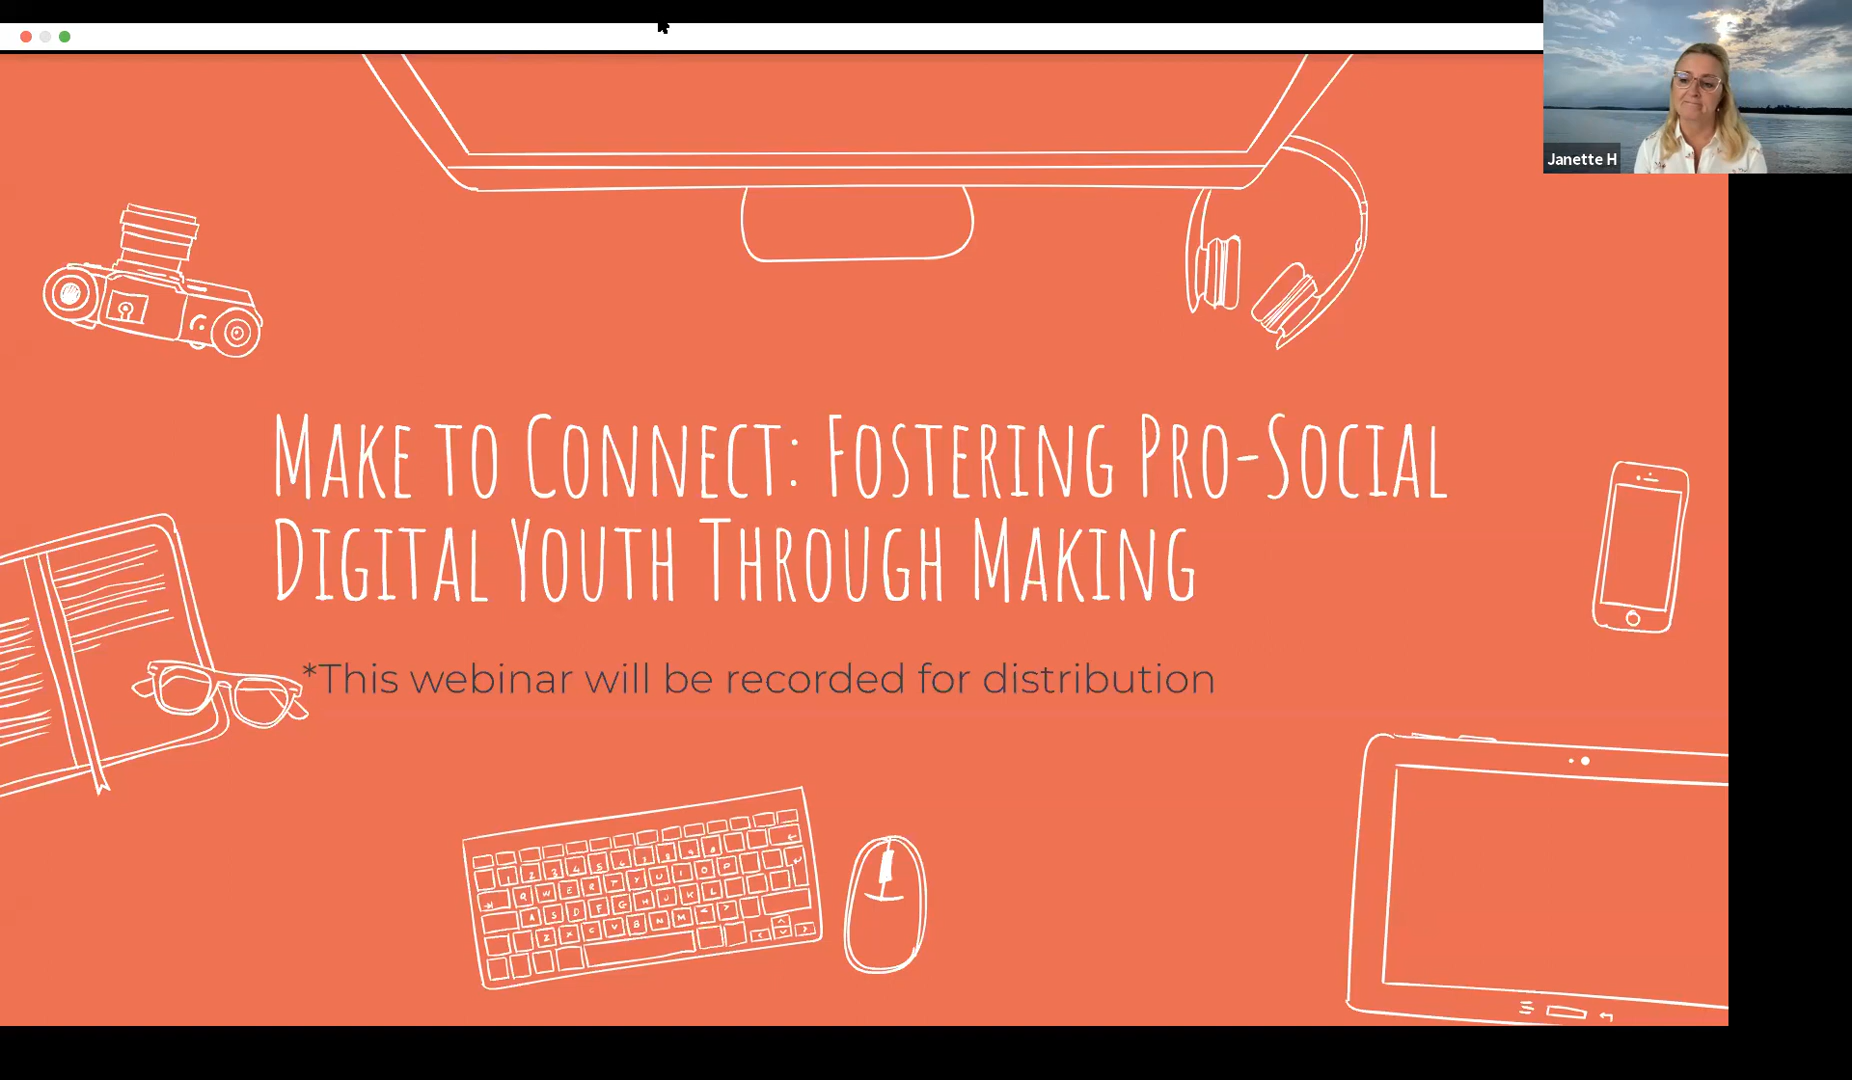 Janette H
Make to Connect: Fostering Pro-Social
Digital Youth Through Making
*This webinar will be recorded for distribution